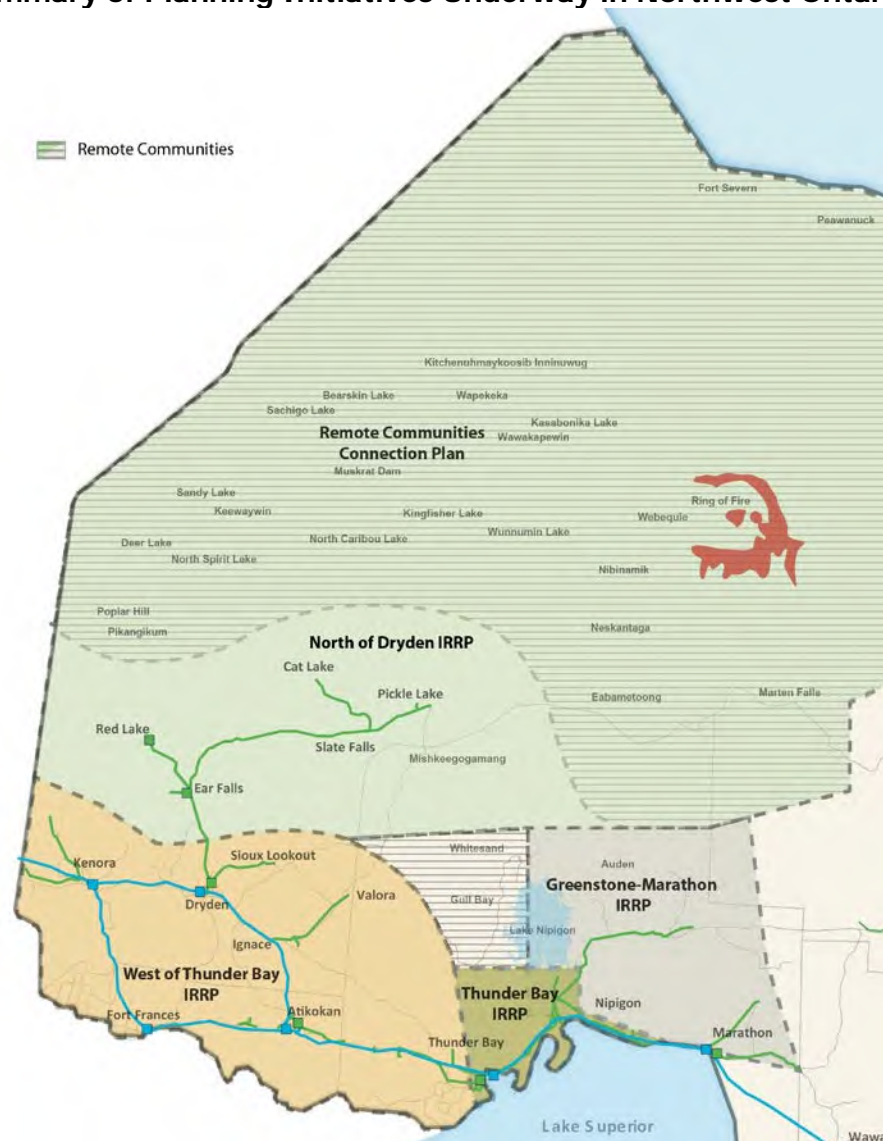 Summary of Planning Initiatives Underway in Northwest Ontario
Remote Communities
Fort Severn
Peawanuck
Kitchenuhmaykoosib Inninuwug
Bearskin Lake
Wapekeka
Sachigo Lake
Kasabonika Lake
Remote Communities
Connection Plan
Wawakapewin
Muskrat Dam
Sandy Lake
Ring of Fire
Keewaywin
Kingfisher Lake
Webequie
Deer Lake
North Caribou Lake
Wunnumin Lake
North Spirit Lake
Nibinamik
Poplar Hill
Pikangikum
Neskantaga
North of Dryden IRRP
Cat Lake
Pickle Lake
Eabametoong
Marten Falls
Red Lake
Slate Falls
Mishkeegogamang
Ear Falls
Whitesand
Sioux Lookout
Kenora
Auden
Greenstone-Marathon
IRRP
Valora
Gull Bay
Dryden
Lake Nipigon
Ignace
West of Thunder Bay
IRRP
Thunder Bay
IRRP
Nipigon
Fort Frances
Atikokan
Marathon
Thunder Bay
Lake Superior
Wawa